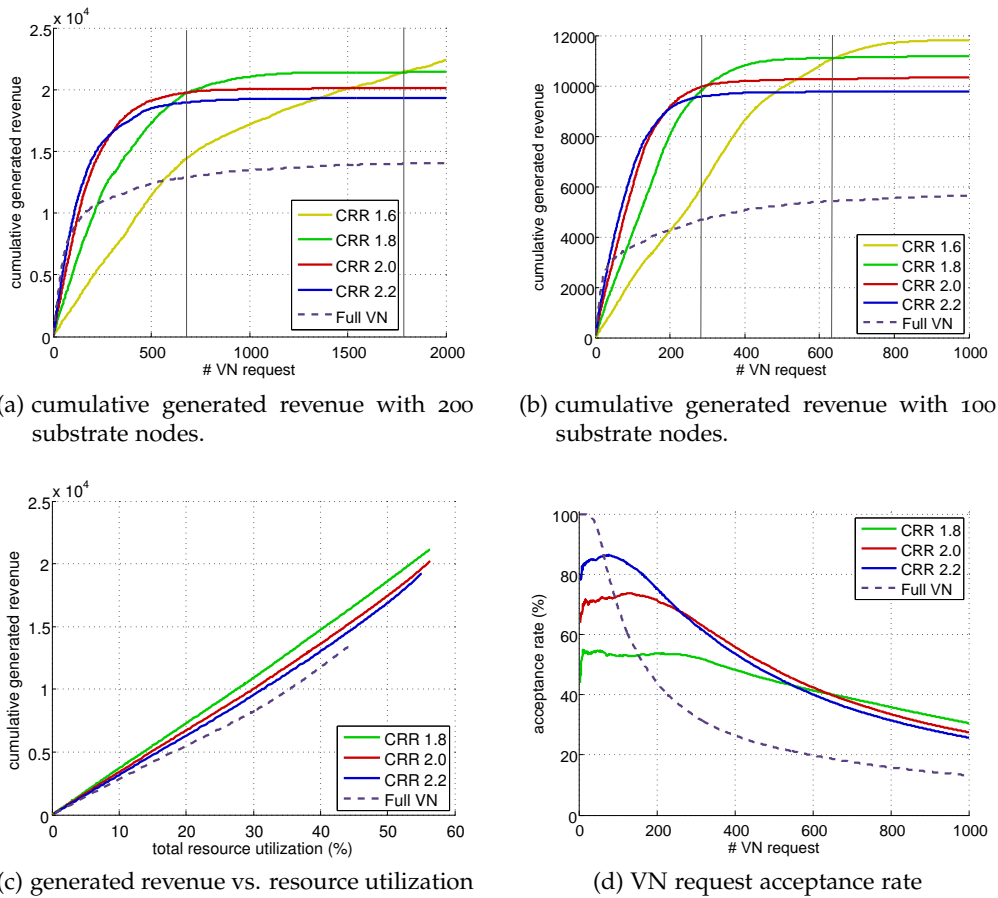 x 10⁴
2.5
2.0
1.5
1.0
0.5
0
cumulative generated revenue
0 500 1000 1500 2000
# VN request
CRR 1.6
CRR 1.8
CRR 2.0
CRR 2.2
Full VN
(a) cumulative generated revenue with 200
substrate nodes.
12000
10000
8000
6000
4000
2000
0
cumulative generated revenue
0 200 400 600 800 1000
# VN request
CRR 1.6
CRR 1.8
CRR 2.0
CRR 2.2
Full VN
(b) cumulative generated revenue with 100
substrate nodes.
x 10⁴
2.5
2.0
1.5
1.0
0.5
0
cumulative generated revenue
0 10 20 30 40 50 60
total resource utilization (%)
CRR 1.8
CRR 2.0
CRR 2.2
Full VN
(c) generated revenue vs. resource utilization
100
80
60
40
20
0
acceptance rate (%)
0 200 400 600 800 1000
# VN request
CRR 1.8
CRR 2.0
CRR 2.2
Full VN
(d) VN request acceptance rate